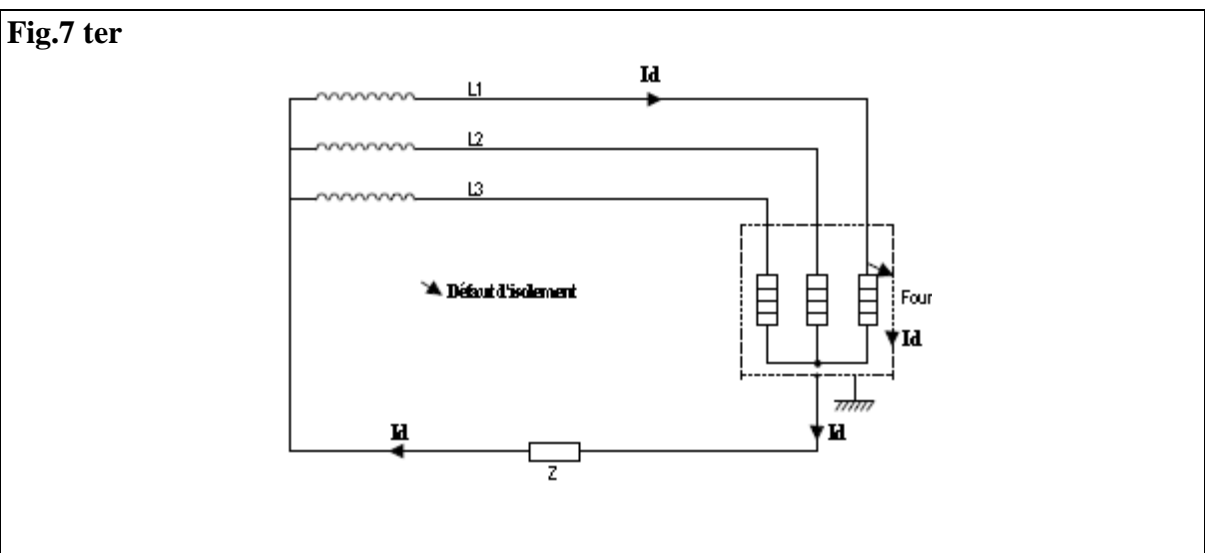 Fig.7 ter
Id
L1
L2
L3
Défaut d'isolement
Four
Id
Id
Id
Z